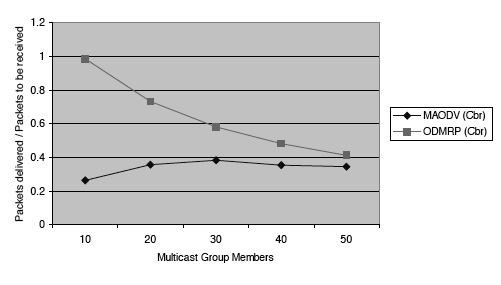 1.2
1
0.8
0.6
0.4
0.2
0
10 20 30 40 50
Packets delivered / Packets to be received
Multicast Group Members
MAODV (Cbr)
ODMRP (Cbr)